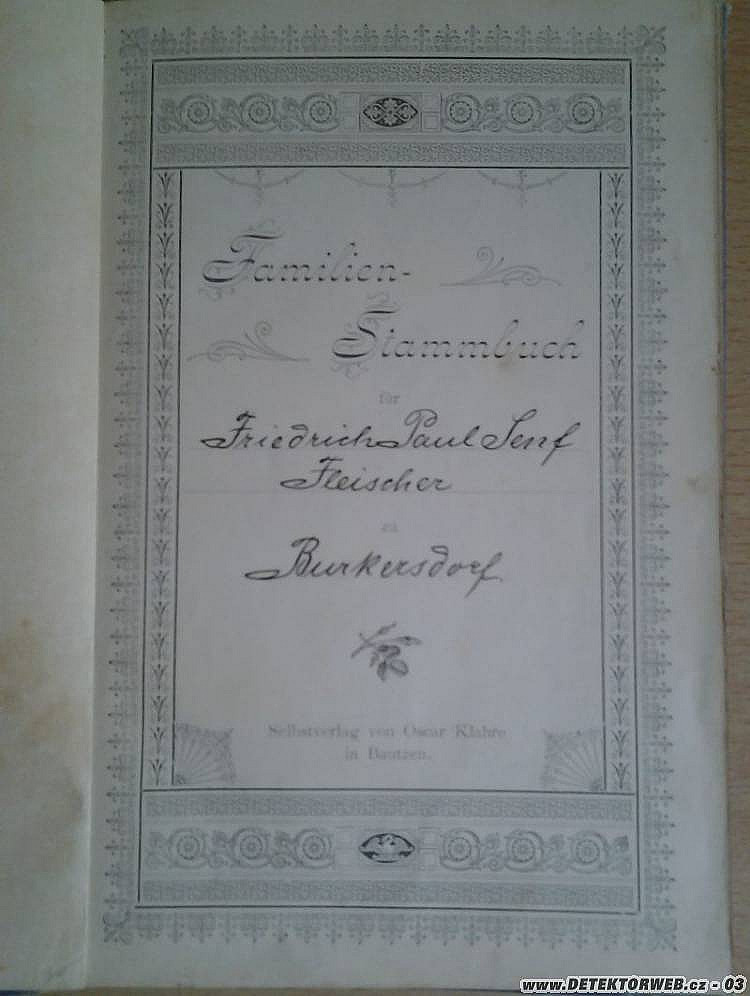 Familien-
Stammbuch
für
Friedrich Paul Senf
Fleischer
zu
Burkersdorf
Selbstverlag von Oscar Klahre
in Bautzen.
www.DETEKTORWEB.cz - 03